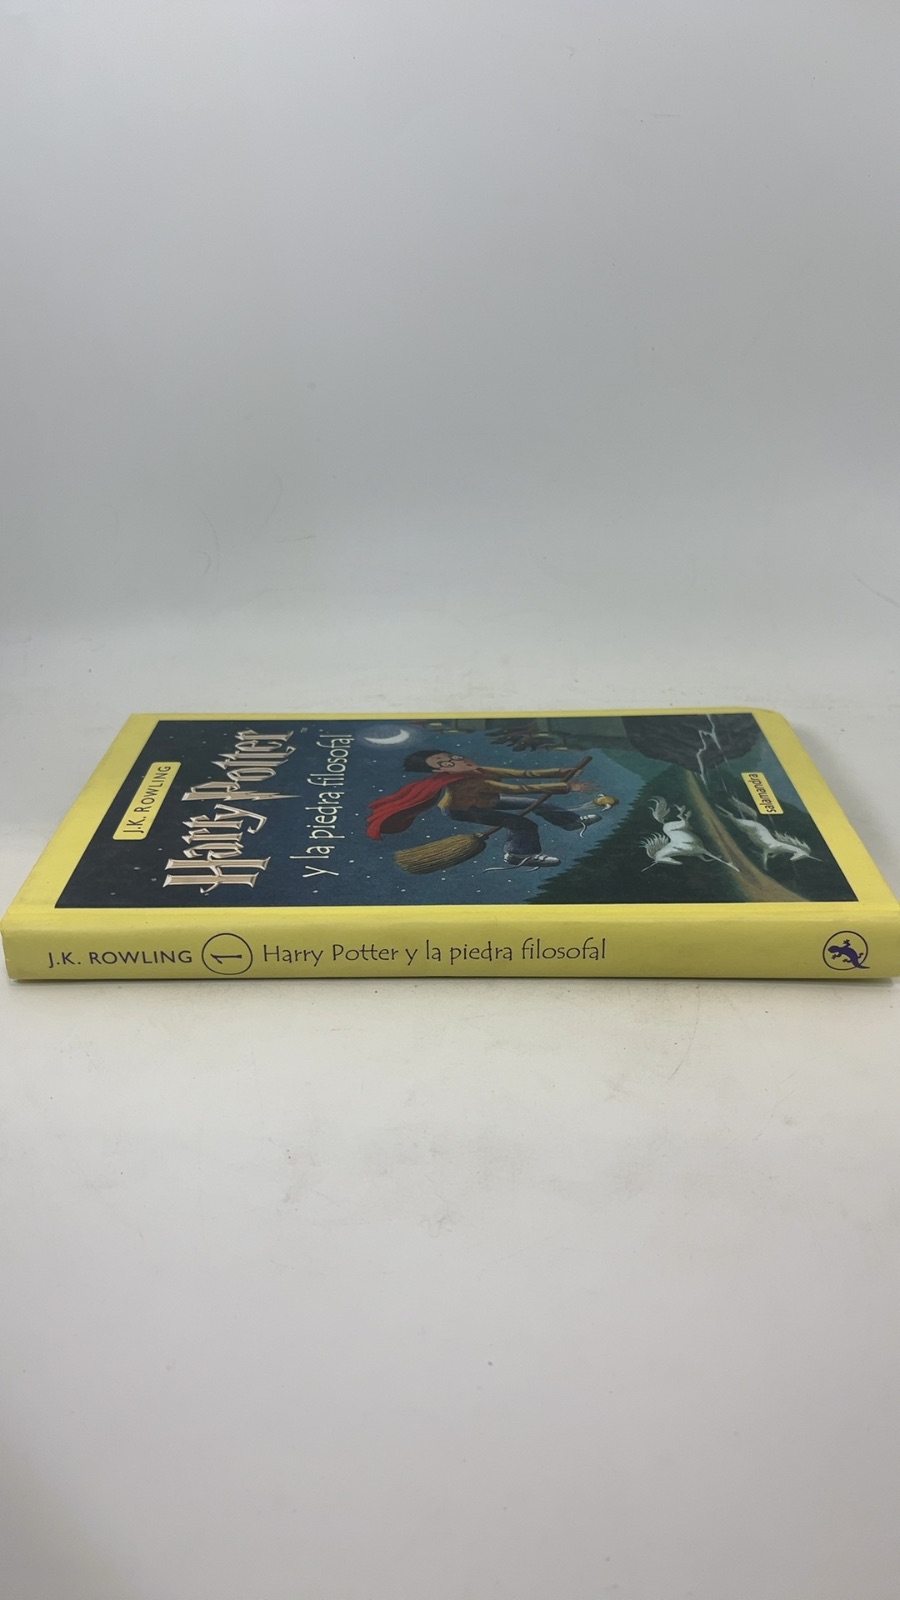 J.K. ROWLING
Harry Potter
y la piedra filosofal
salamandra
J.K. ROWLING 1 Harry Potter y la piedra filosofal